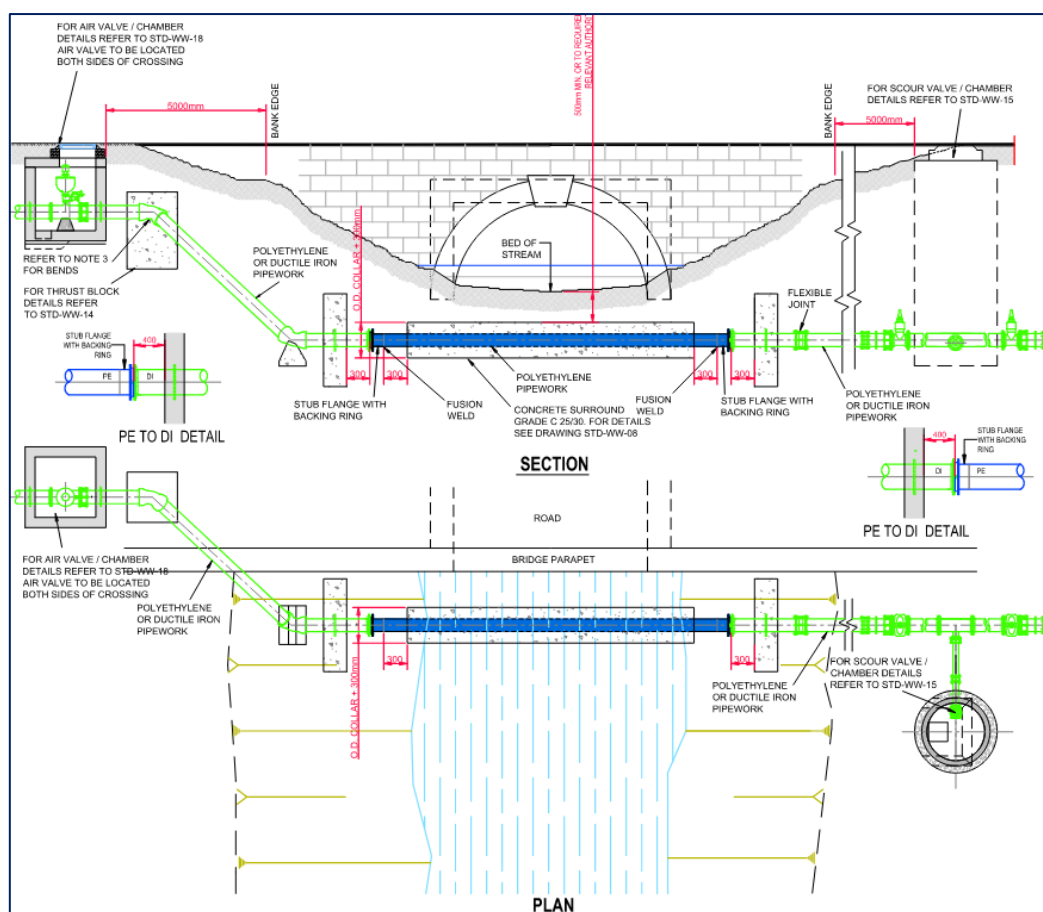 FOR AIR VALVE / CHAMBER
DETAILS REFER TO STD-WW-18
AIR VALVE TO BE LOCATED
BOTH SIDES OF CROSSING
5000mm
BANK EDGE
500mm MIN. OR TO REQUIRE
RELEVANT AUTHOR
BANK EDGE
FOR SCOUR VALVE / CHAMBER
DETAILS REFER TO STD-WW-15
5000mm
REFER TO NOTE 3
FOR BENDS
FOR THRUST BLOCK
DETAILS REFER
TO STD-WW-14
POLYETHYLENE
OR DUCTILE IRON
PIPEWORK
O.D. COLLAR + 300mm
BED OF
STREAM
FLEXIBLE
JOINT
STUB FLANGE
WITH BACKING
RING
400
PE
DI
PE TO DI DETAIL
300
300
300
300
STUB FLANGE WITH
BACKING RING
FUSION
WELD
POLYETHYLENE
PIPEWORK
CONCRETE SURROUND
GRADE C 25/30. FOR DETAILS
SEE DRAWING STD-WW-08
FUSION
WELD
STUB FLANGE WITH
BACKING RING
POLYETHYLENE
OR DUCTILE IRON
PIPEWORK
SECTION
STUB FLANGE
WITH BACKING
RING
400
DI
PE
PE TO DI DETAIL
ROAD
BRIDGE PARAPET
FOR AIR VALVE / CHAMBER
DETAILS REFER TO STD-WW-18
AIR VALVE TO BE LOCATED
BOTH SIDES OF CROSSING
POLYETHYLENE
OR DUCTILE IRON
PIPEWORK
300
300
O.D. COLLAR + 300mm
POLYETHYLENE
OR DUCTILE IRON
PIPEWORK
FOR SCOUR VALVE /
CHAMBER DETAILS
REFER TO STD-WW-15
PLAN